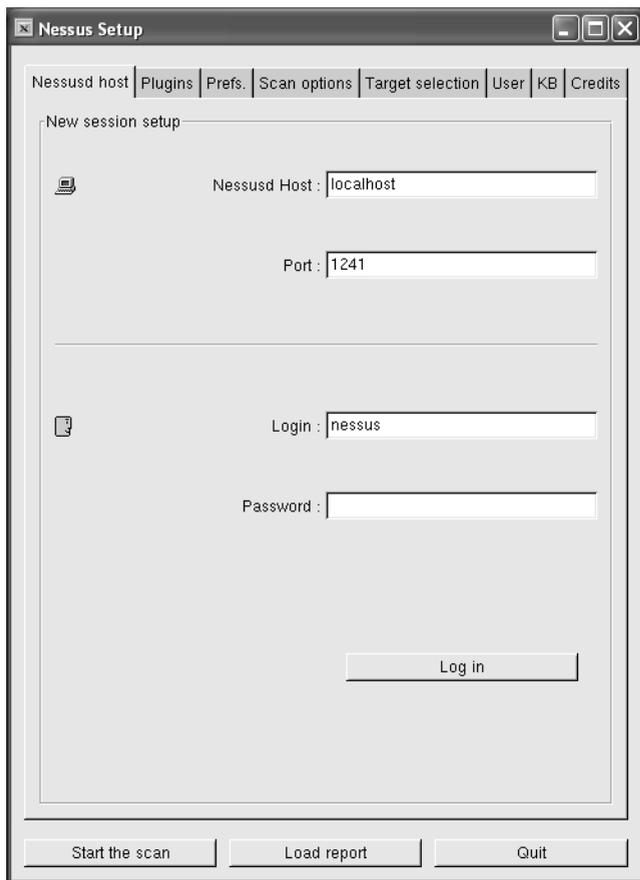 Nessus Setup
Nessusd host Plugins Prefs. Scan options Target selection User KB Credits
New session setup
Nessusd Host : localhost
Port : 1241
Login : nessus
Password :
Log in
Start the scan Load report Quit